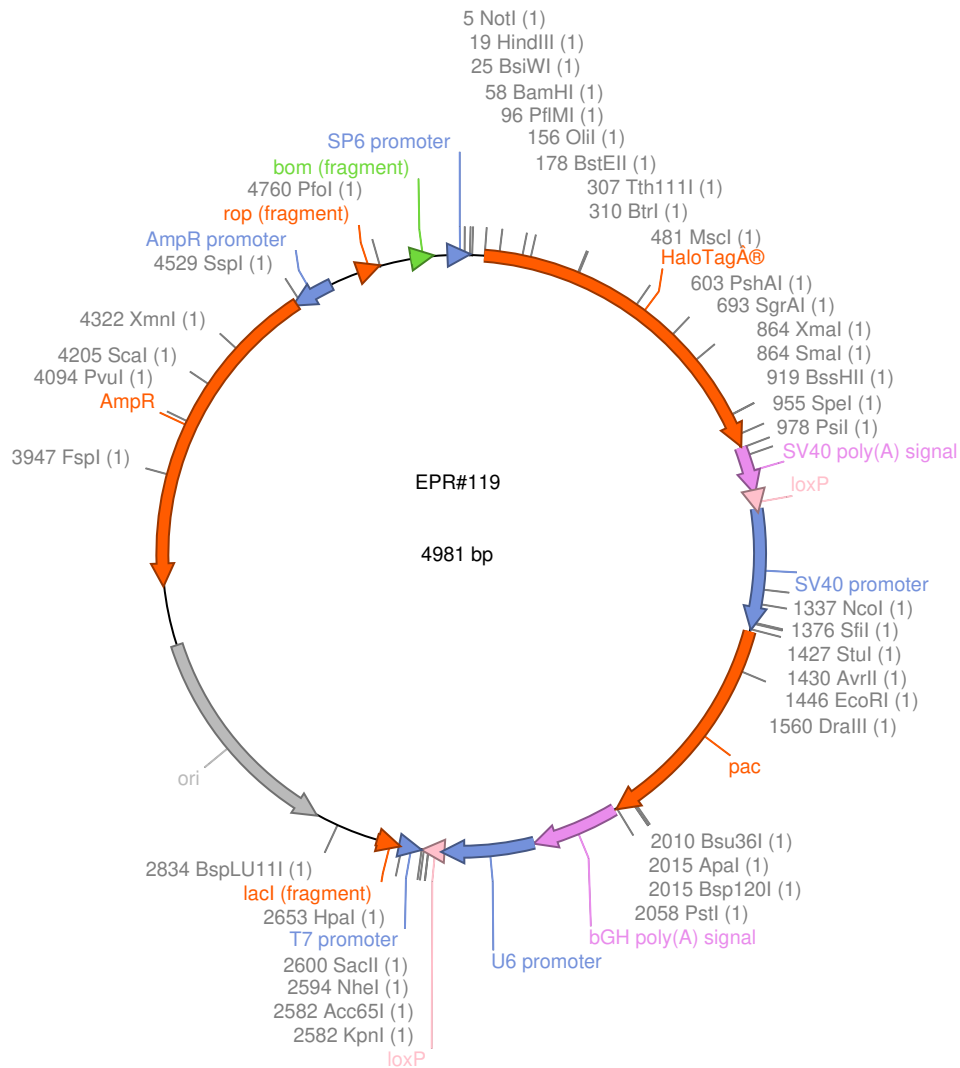 5 NotI (1)
19 HindIII (1)
25 BsiWI (1)
58 BamHI (1)
96 PflMI (1)
156 OliI (1)
178 BstEII (1)
307 Tth111I (1)
310 BtrI (1)
481 MscI (1)
HaloTagÂ®
603 PshAI (1)
693 SgrAI (1)
864 XmaI (1)
864 SmaI (1)
919 BssHII (1)
955 SpeI (1)
978 PsiI (1)
SV40 poly(A) signal
loxP
SV40 promoter
1337 NcoI (1)
1376 SfiI (1)
1427 StuI (1)
1430 AvrII (1)
1446 EcoRI (1)
1560 DraIII (1)
pac
2010 Bsu36I (1)
2015 ApaI (1)
2015 Bsp120I (1)
2058 PstI (1)
bGH poly(A) signal
U6 promoter
loxP
2582 KpnI (1)
2582 Acc65I (1)
2594 NheI (1)
2600 SacII (1)
T7 promoter
2653 HpaI (1)
lacI (fragment)
2834 BspLU11I (1)
ori
3947 FspI (1)
AmpR
4094 PvuI (1)
4205 ScaI (1)
4322 XmnI (1)
4529 SspI (1)
AmpR promoter
rop (fragment)
4760 PfoI (1)
bom (fragment)
SP6 promoter
EPR#119
4981 bp